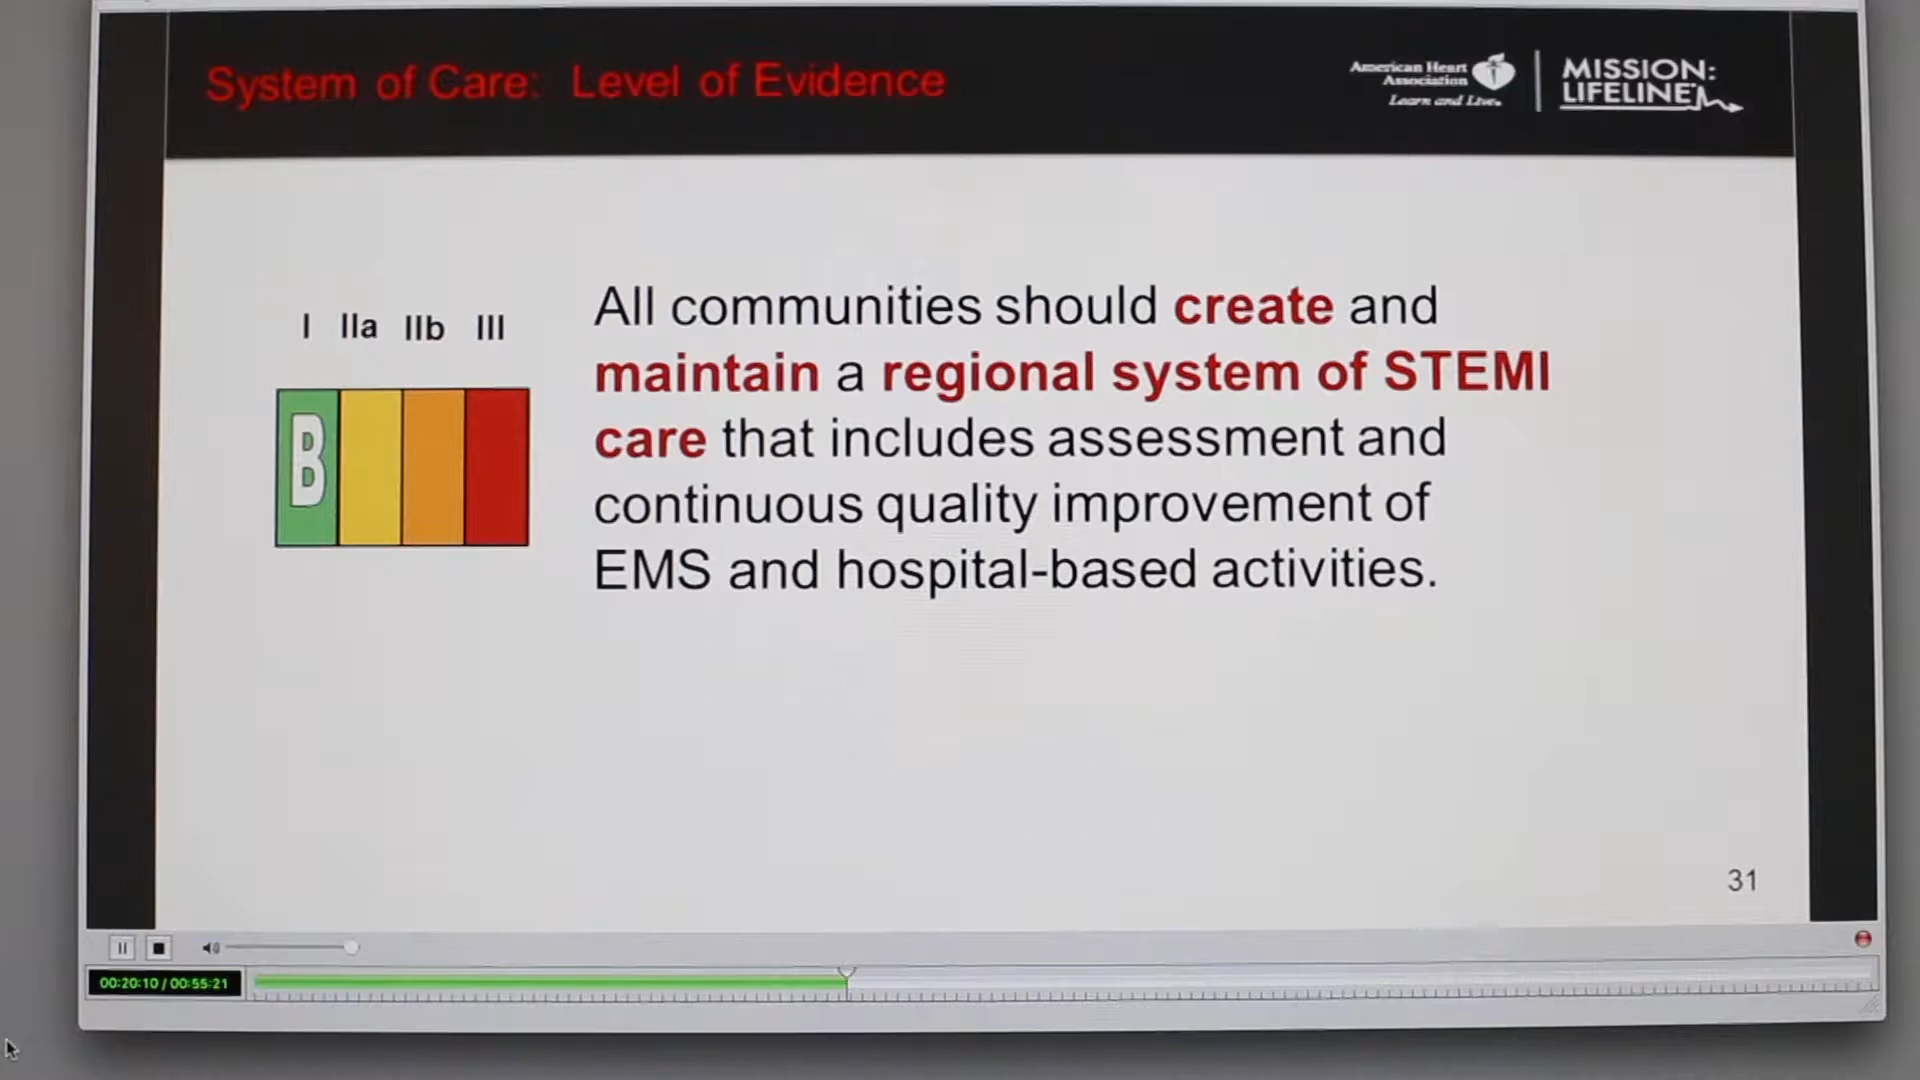 System of Care: Level of Evidence
American Heart
Association
Learn and Live.
MISSION:
LIFELINE
I IIa IIb III
B
All communities should create and
maintain a regional system of STEMI
care that includes assessment and
continuous quality improvement of
EMS and hospital-based activities.
31
00:20:10 / 00:55:21